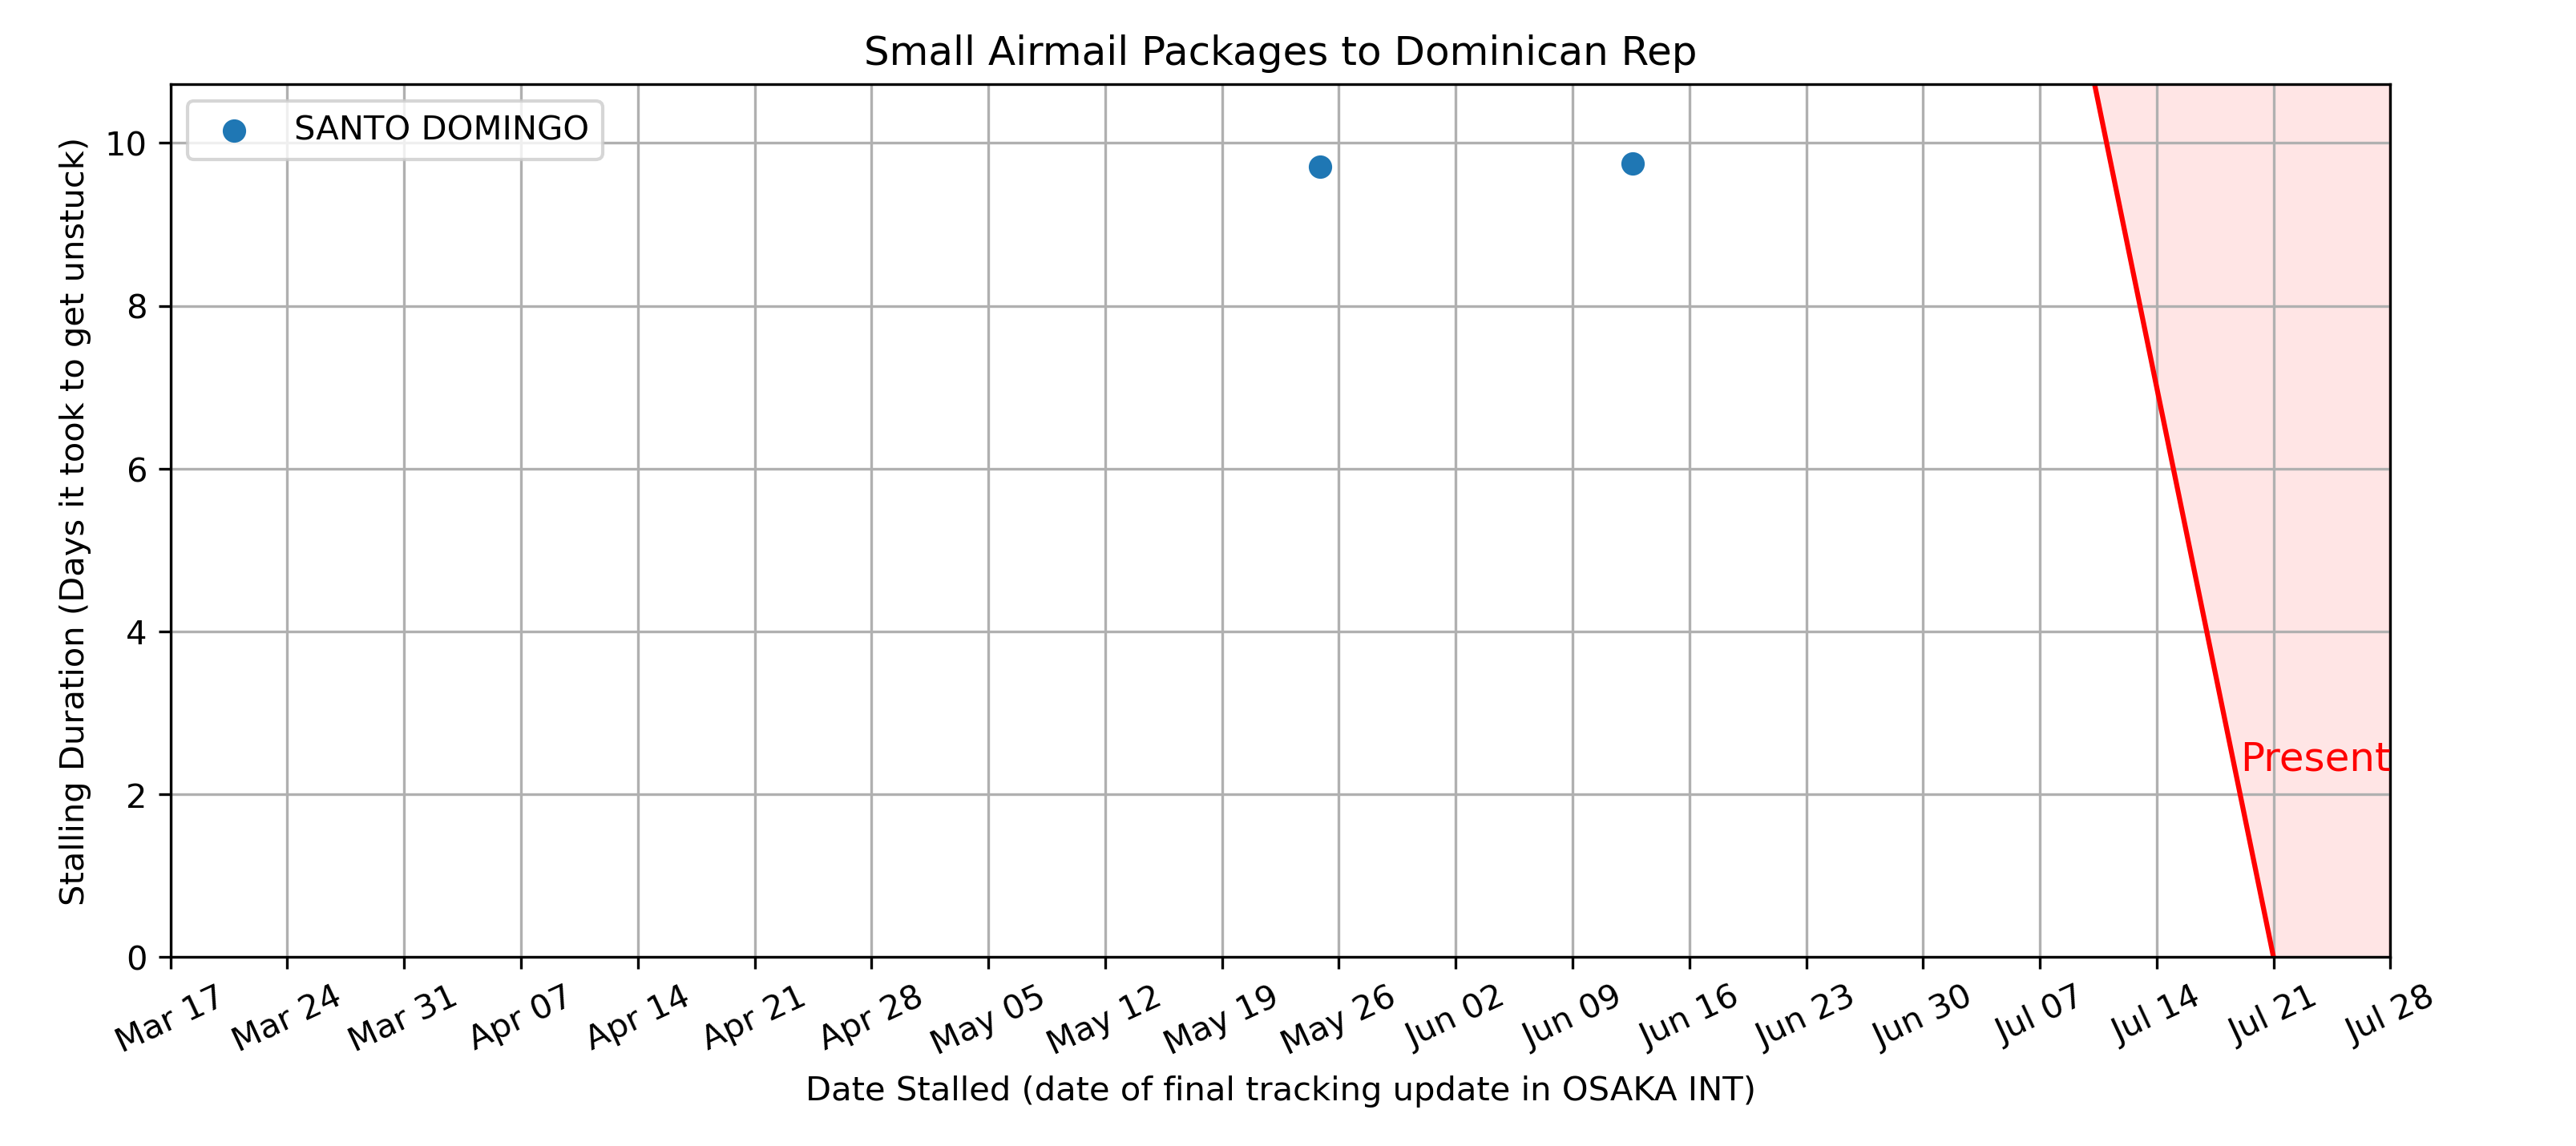 Small Airmail Packages to Dominican Rep
SANTO DOMINGO
Stalling Duration (Days it took to get unstuck)
10
8
6
4
2
0
Present
Mar 17
Mar 24
Mar 31
Apr 07
Apr 14
Apr 21
Apr 28
May 05
May 12
May 19
May 26
Jun 02
Jun 09
Jun 16
Jun 23
Jun 30
Jul 07
Jul 14
Jul 21
Jul 28
Date Stalled (date of final tracking update in OSAKA INT)